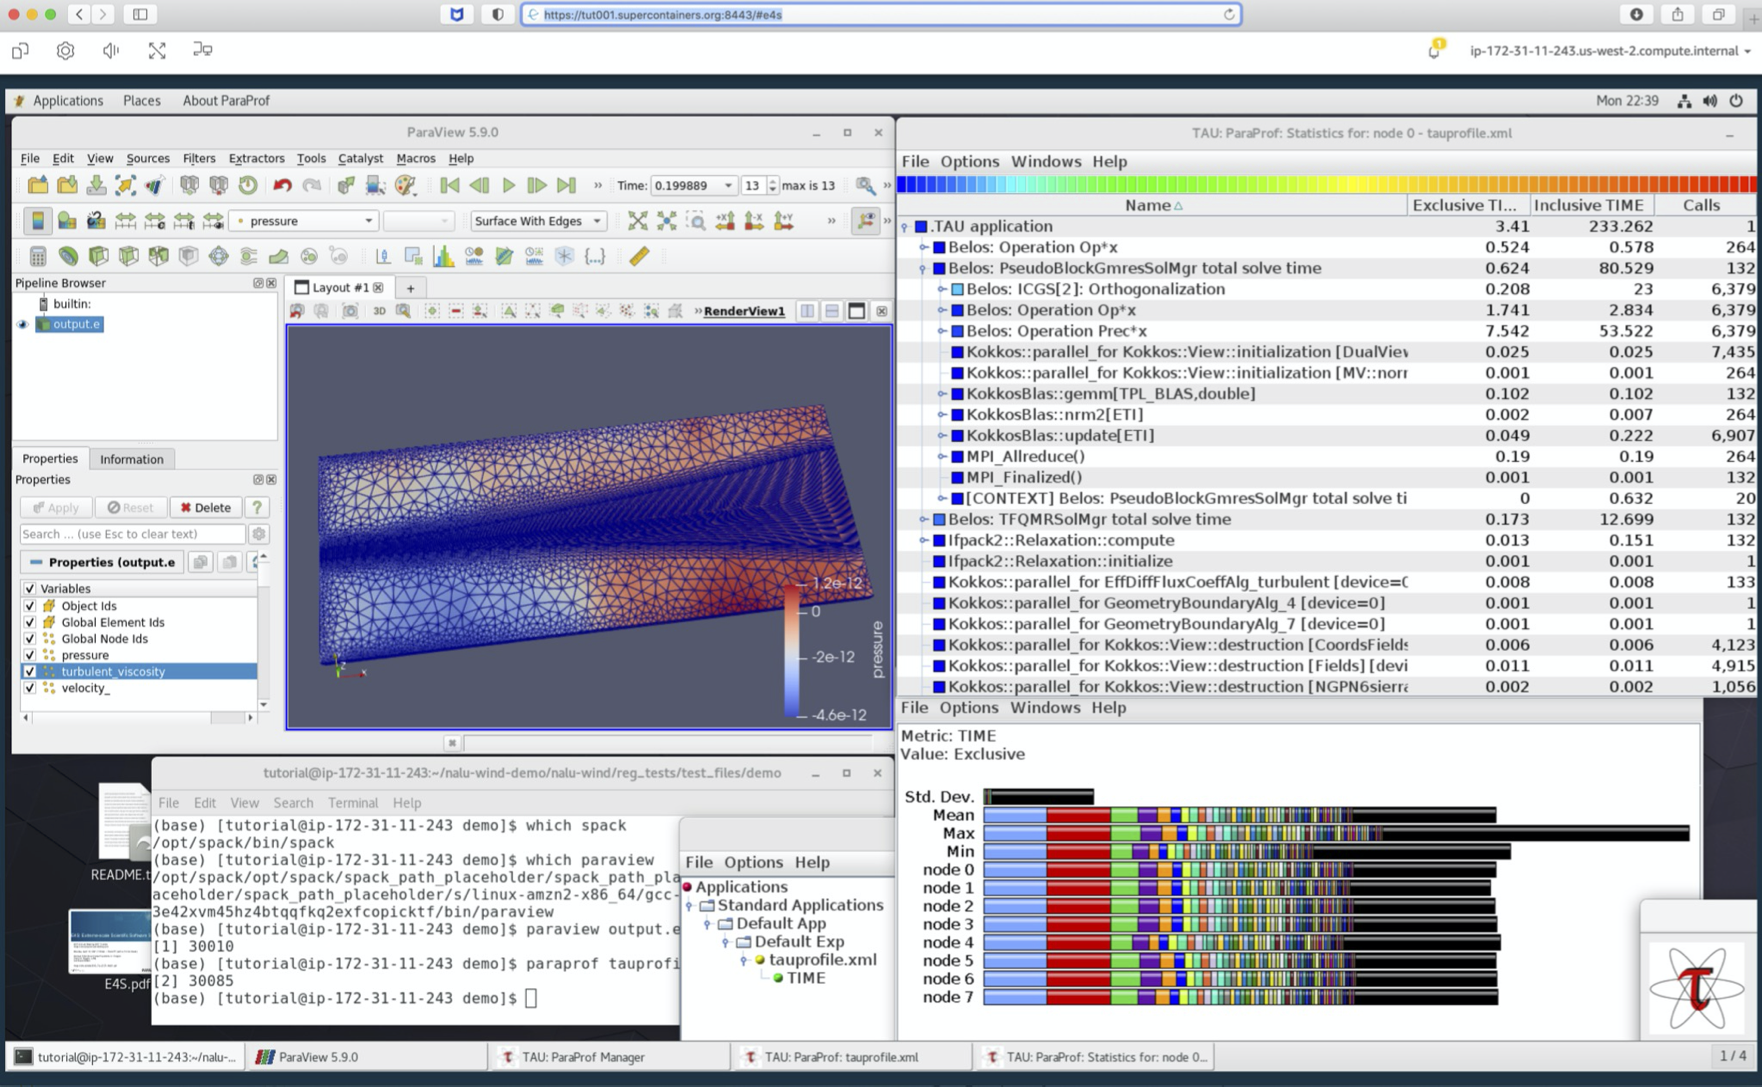 https://tut001.supercontainers.org:8443/#e4s
1
ip-172-31-11-243.us-west-2.compute.internal
Applications Places About ParaProf
Mon 22:39
ParaView 5.9.0
File Edit View Sources Filters Extractors Tools Catalyst Macros Help
Time: 0.199889 13 max is 13
pressure Surface With Edges
Pipeline Browser
builtin:
output.e
Layout #1
3D RenderView1
Properties Information
Properties
Apply Reset Delete ?
Search ... (use Esc to clear text)
Properties (output.e
Variables
Object Ids
Global Element Ids
Global Node Ids
pressure
turbulent_viscosity
velocity_
1.2e-12
0
-2e-12
-4.6e-12
pressure
Z
X
TAU: ParaProf: Statistics for: node 0 - tauprofile.xml
File Options Windows Help
Name Exclusive TI... Inclusive TIME Calls
.TAU application 3.41 233.262 1
Belos: Operation Op*x 0.524 0.578 264
Belos: PseudoBlockGmresSolMgr total solve time 0.624 80.529 132
Belos: ICGS[2]: Orthogonalization 0.208 23 6,379
Belos: Operation Op*x 1.741 2.834 6,379
Belos: Operation Prec*x 7.542 53.522 6,379
Kokkos::parallel_for Kokkos::View::initialization [DualView 0.025 0.025 7,435
Kokkos::parallel_for Kokkos::View::initialization [MV::norr 0.001 0.001 264
KokkosBlas::gemm[TPL_BLAS,double] 0.102 0.102 132
KokkosBlas::nrm2[ETI] 0.002 0.007 264
KokkosBlas::update[ETI] 0.049 0.222 6,907
MPI_Allreduce() 0.19 0.19 264
MPI_Finalized() 0.001 0.001 132
[CONTEXT] Belos: PseudoBlockGmresSolMgr total solve ti 0 0.632 20
Belos: TFQMRSolMgr total solve time 0.173 12.699 132
Ifpack2::Relaxation::compute 0.013 0.151 132
Ifpack2::Relaxation::initialize 0.001 0.001 1
Kokkos::parallel_for EffDiffFluxCoeffAlg_turbulent [device=0 0.008 0.008 133
Kokkos::parallel_for GeometryBoundaryAlg_4 [device=0] 0.001 0.001 1
Kokkos::parallel_for GeometryBoundaryAlg_7 [device=0] 0.001 0.001 1
Kokkos::parallel_for Kokkos::View::destruction [CoordsFields 0.006 0.006 4,123
Kokkos::parallel_for Kokkos::View::destruction [Fields] [devi 0.011 0.011 4,915
Kokkos::parallel_for Kokkos::View::destruction [NGPN6sierra 0.002 0.002 1,056
File Options Windows Help
Metric: TIME
Value: Exclusive
Std. Dev.
Mean
Max
Min
node 0
node 1
node 2
node 3
node 4
node 5
node 6
node 7
README.t
E4S.pdf
tutorial@ip-172-31-11-243:~/nalu-wind-demo/nalu-wind/reg_tests/test_files/demo
File Edit View Search Terminal Help
(base) [tutorial@ip-172-31-11-243 demo]$ which spack
/opt/spack/bin/spack
(base) [tutorial@ip-172-31-11-243 demo]$ which paraview
/opt/spack/opt/spack/spack_path_placeholder/spack_path_pla
aceholder/spack_path_placeholder/s/linux-amzn2-x86_64/gcc-
3e42xvm45hz4btqqfkq2exfcopicktf/bin/paraview
(base) [tutorial@ip-172-31-11-243 demo]$ paraview output.e
[1] 30010
(base) [tutorial@ip-172-31-11-243 demo]$ paraprof tauprofi
[2] 30085
(base) [tutorial@ip-172-31-11-243 demo]$
File Options Help
Applications
Standard Applications
Default App
Default Exp
tauprofile.xml
TIME
tutorial@ip-172-31-11-243:~/nalu-... ParaView 5.9.0 TAU: ParaProf Manager TAU: ParaProf: tauprofile.xml TAU: ParaProf: Statistics for: node 0... 1 / 4